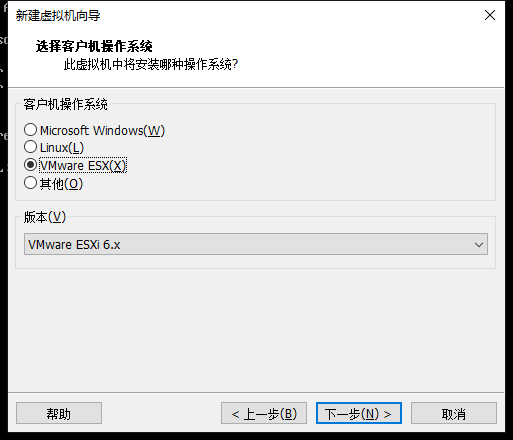 新建虚拟机向导
选择客户机操作系统
此虚拟机中将安装哪种操作系统?
客户机操作系统
Microsoft Windows(W)
Linux(L)
VMware ESX(X)
其他(O)
版本(V)
VMware ESXi 6.x
帮助
< 上一步(B)
下一步(N) >
取消